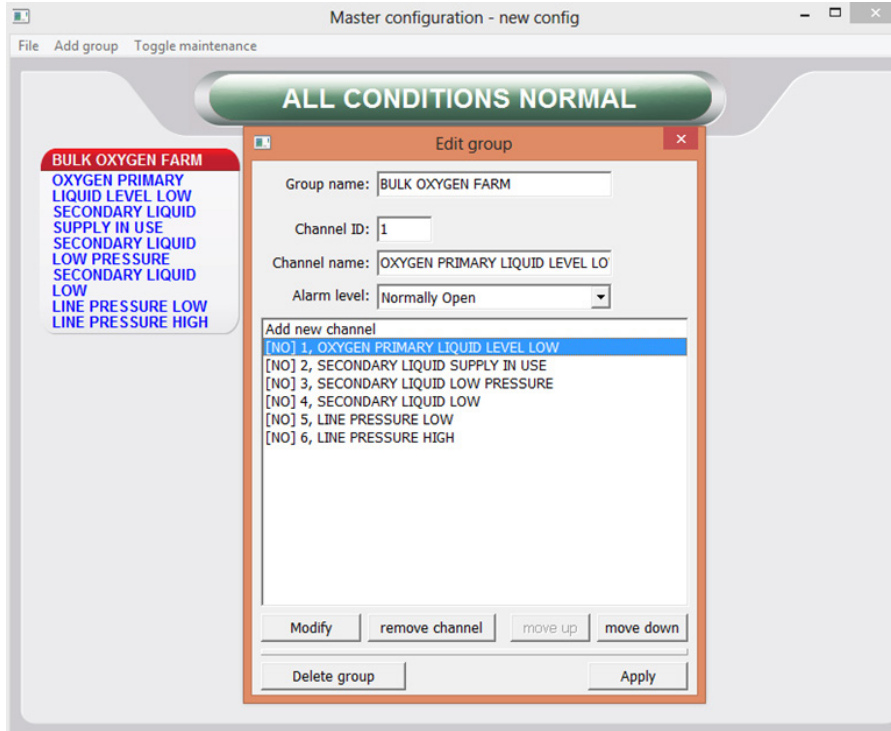 Master configuration - new config
File Add group Toggle maintenance
ALL CONDITIONS NORMAL
BULK OXYGEN FARM
OXYGEN PRIMARY
LIQUID LEVEL LOW
SECONDARY LIQUID
SUPPLY IN USE
SECONDARY LIQUID
LOW PRESSURE
SECONDARY LIQUID
LOW
LINE PRESSURE LOW
LINE PRESSURE HIGH
Edit group
Group name: BULK OXYGEN FARM
Channel ID: 1
Channel name: OXYGEN PRIMARY LIQUID LEVEL LO
Alarm level: Normally Open
Add new channel
[NO] 1, OXYGEN PRIMARY LIQUID LEVEL LOW
[NO] 2, SECONDARY LIQUID SUPPLY IN USE
[NO] 3, SECONDARY LIQUID LOW PRESSURE
[NO] 4, SECONDARY LIQUID LOW
[NO] 5, LINE PRESSURE LOW
[NO] 6, LINE PRESSURE HIGH
Modify remove channel move up move down
Delete group Apply